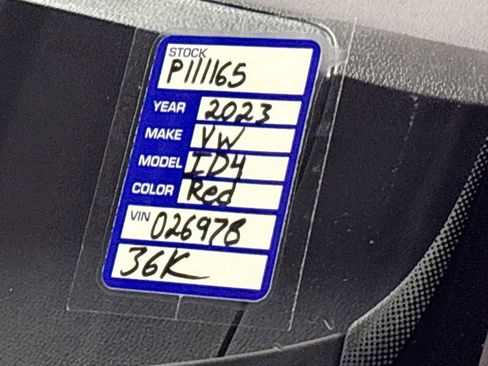 STOCK
P111165
YEAR 2023
MAKE VW
MODEL ID4
COLOR Red
VIN 026978
36K